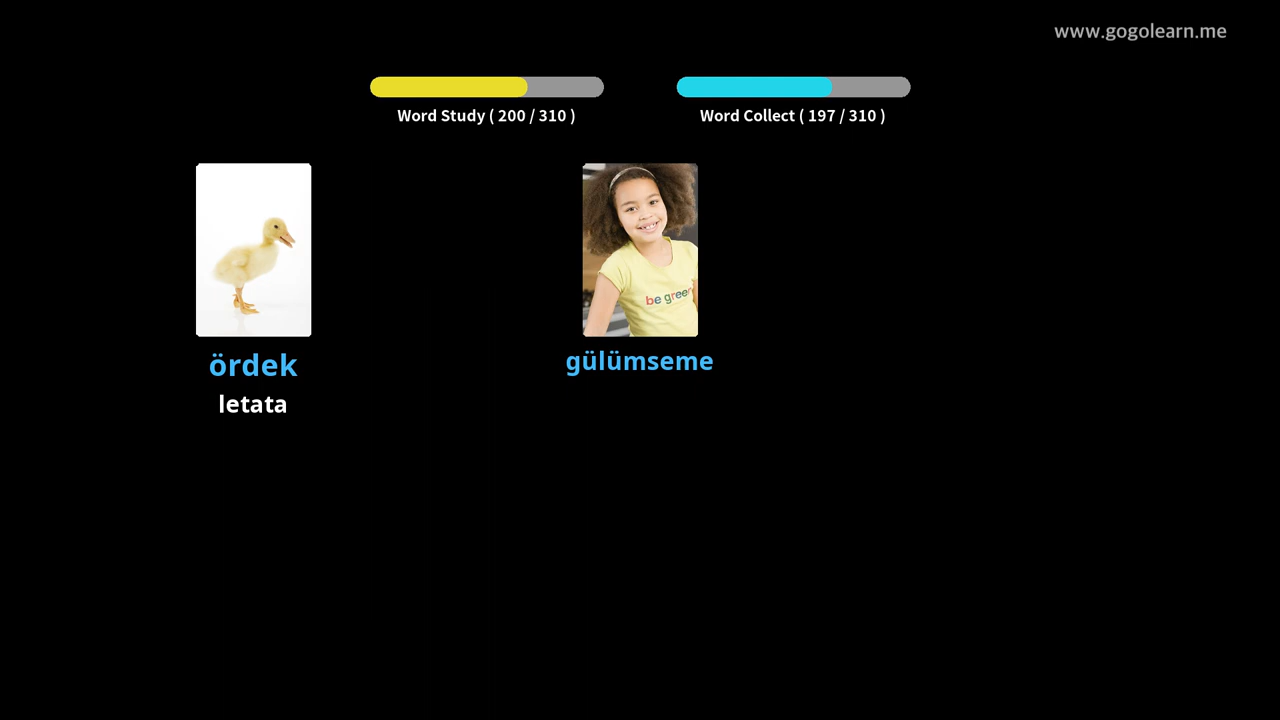 www.gogolearn.me
Word Study ( 200 / 310 )
Word Collect ( 197 / 310 )
be green
ördek
gülümseme
letata